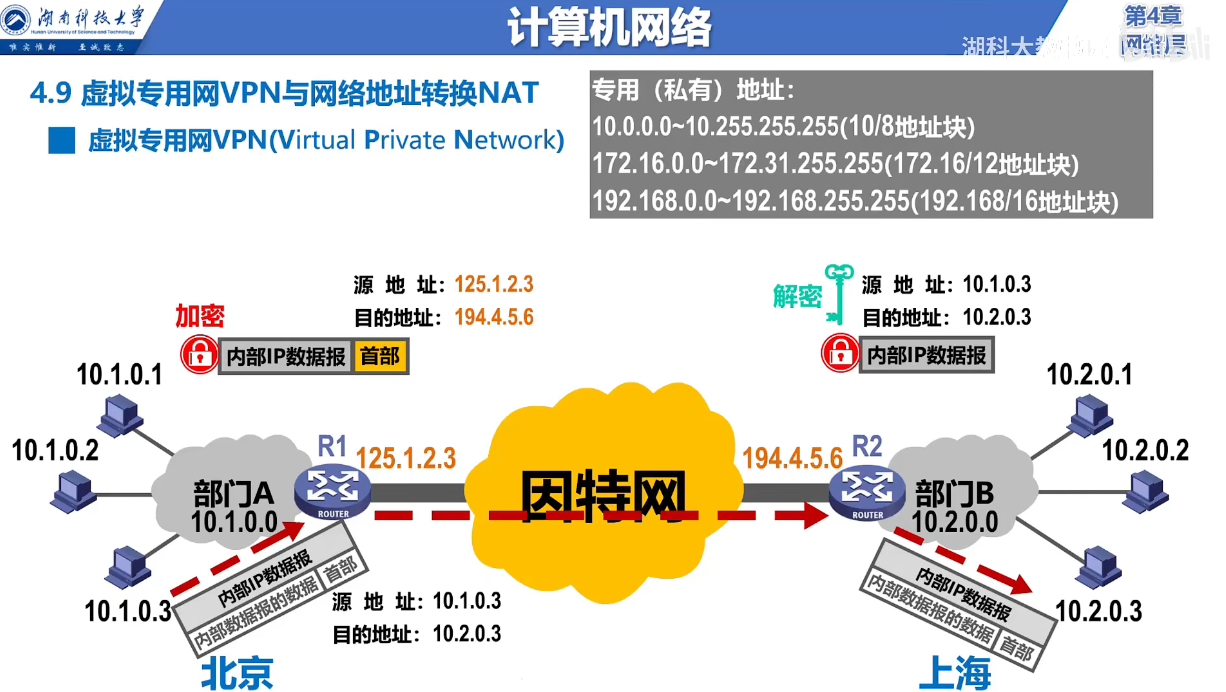 湖南科技大学
Hunan University of Science and Technology
唯实惟新 至诚致志
计算机网络
第4章
网络层
湖科大教
4.9 虚拟专用网VPN与网络地址转换NAT
虚拟专用网VPN(Virtual Private Network)
专用（私有）地址：
10.0.0.0~10.255.255.255(10/8地址块)
172.16.0.0~172.31.255.255(172.16/12地址块)
192.168.0.0~192.168.255.255(192.168/16地址块)
源 地 址：125.1.2.3
目的地址：194.4.5.6
加密
内部IP数据报 首部
解密
源 地 址：10.1.0.3
目的地址：10.2.0.3
内部IP数据报
10.1.0.1
10.1.0.2
10.1.0.3
部门A
10.1.0.0
R1
ROUTER
125.1.2.3
因特网
194.4.5.6
R2
ROUTER
部门B
10.2.0.0
10.2.0.1
10.2.0.2
10.2.0.3
内部IP数据报
内部数据报的数据 首部
源 地 址：10.1.0.3
目的地址：10.2.0.3
内部IP数据报
内部数据报的数据 首部
北京
上海